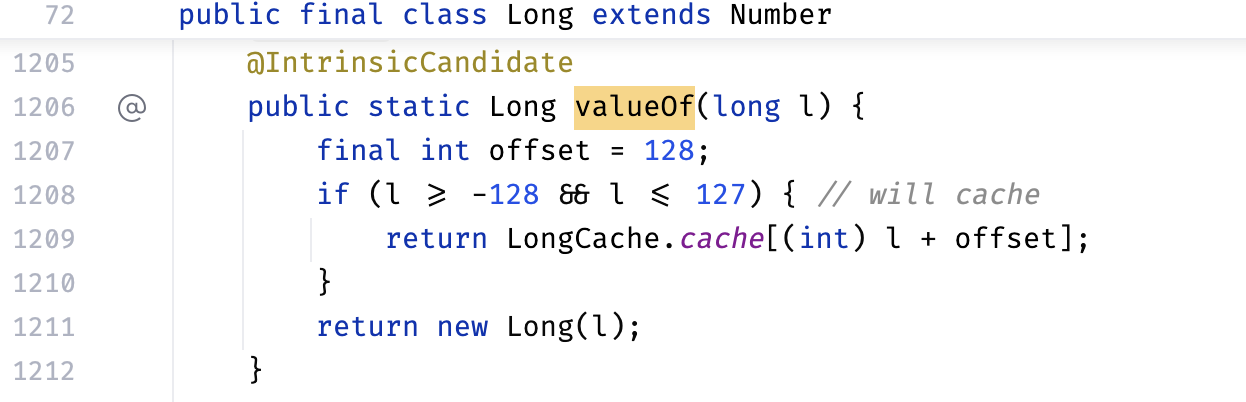 72 public final class Long extends Number
1205 @IntrinsicCandidate
1206 @ public static Long valueOf(long l) {
1207 final int offset = 128;
1208 if (l >= -128 && l <= 127) { // will cache
1209 return LongCache.cache[(int) l + offset];
1210 }
1211 return new Long(l);
1212 }